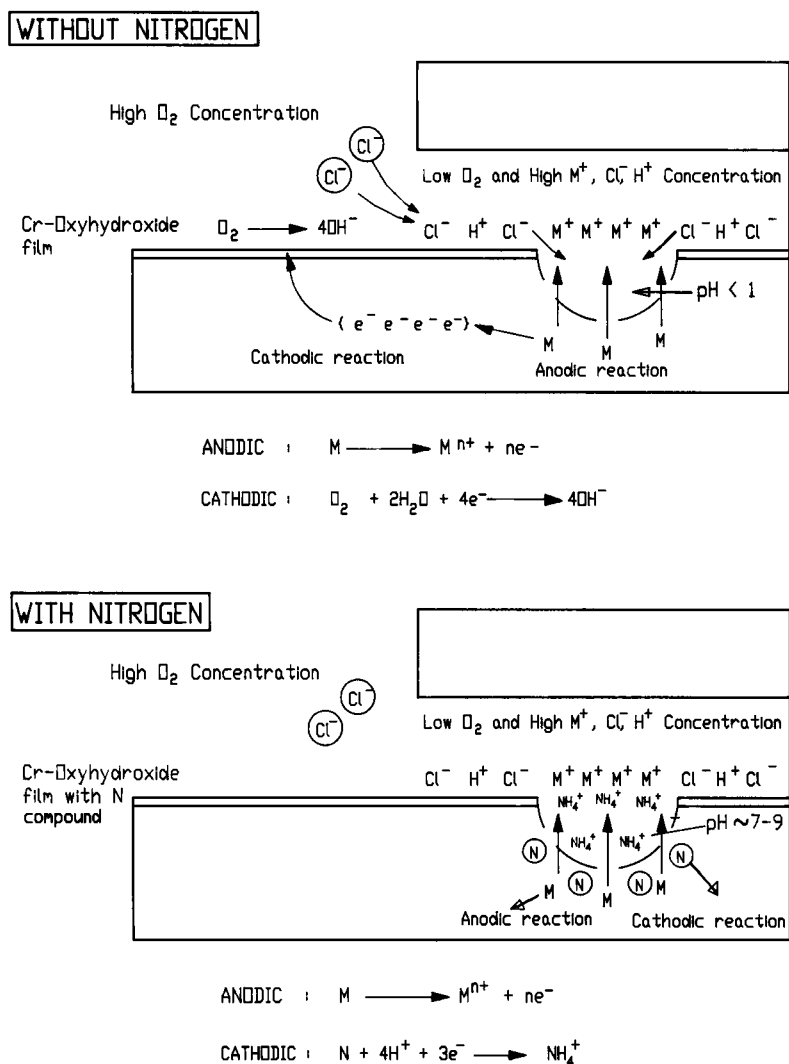 WITHOUT NITROGEN
High O₂ Concentration
Cl⁻
Cl⁻
Low O₂ and High M⁺, Cl⁻, H⁺ Concentration
Cr-Oxyhydroxide
film
O₂ → 4OH⁻
Cl⁻ H⁺ Cl⁻ M⁺ M⁺ M⁺ M⁺ Cl⁻ H⁺ Cl⁻
pH < 1
( e⁻ e⁻ e⁻ e⁻)
M M M
Cathodic reaction
Anodic reaction
ANODIC : M → M n+ + ne-
CATHODIC : O₂ + 2H₂O + 4e⁻ → 4OH⁻
WITH NITROGEN
High O₂ Concentration
Cl⁻
Cl⁻
Low O₂ and High M⁺, Cl⁻, H⁺ Concentration
Cr-Oxyhydroxide
film with N
compound
Cl⁻ H⁺ Cl⁻ M⁺ M⁺ M⁺ M⁺ Cl⁻ H⁺ Cl⁻
NH₄⁺ NH₄⁺ NH₄⁺
pH ~7-9
NH₄⁺ NH₄⁺
N N N N
M M M
Anodic reaction
Cathodic reaction
ANODIC : M → Mⁿ⁺ + ne⁻
CATHODIC : N + 4H⁺ + 3e⁻ → NH₄⁺